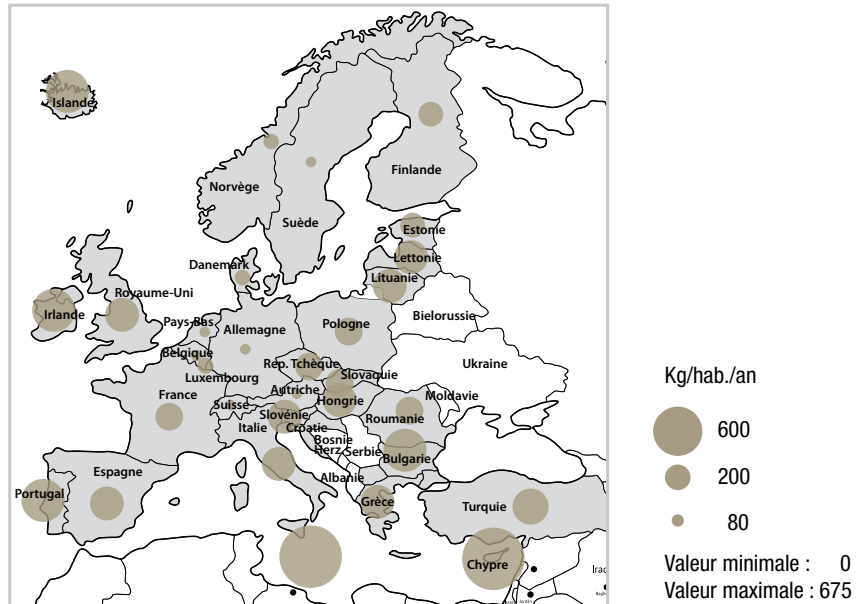 Islande
Finlande
Norvège
Suède
Estonie
Lettonie
Danemark
Lituanie
Royaume-Uni
Irlande
Bielorussie
Pays-Bas
Allemagne
Pologne
Belgique
Rep. Tchèque
Ukraine
Slovaquie
Luxembourg
Autriche
France
Moldavie
Suisse
Hongrie
Slovénie
Roumanie
Italie
Croatie
Bosnie
Herz.
Serbie
Bulgarie
Espagne
Albanie
Portugal
Grèce
Turquie
Chypre
Irac
Jordan
Kg/hab./an
600
200
80
Valeur minimale : 0
Valeur maximale : 675